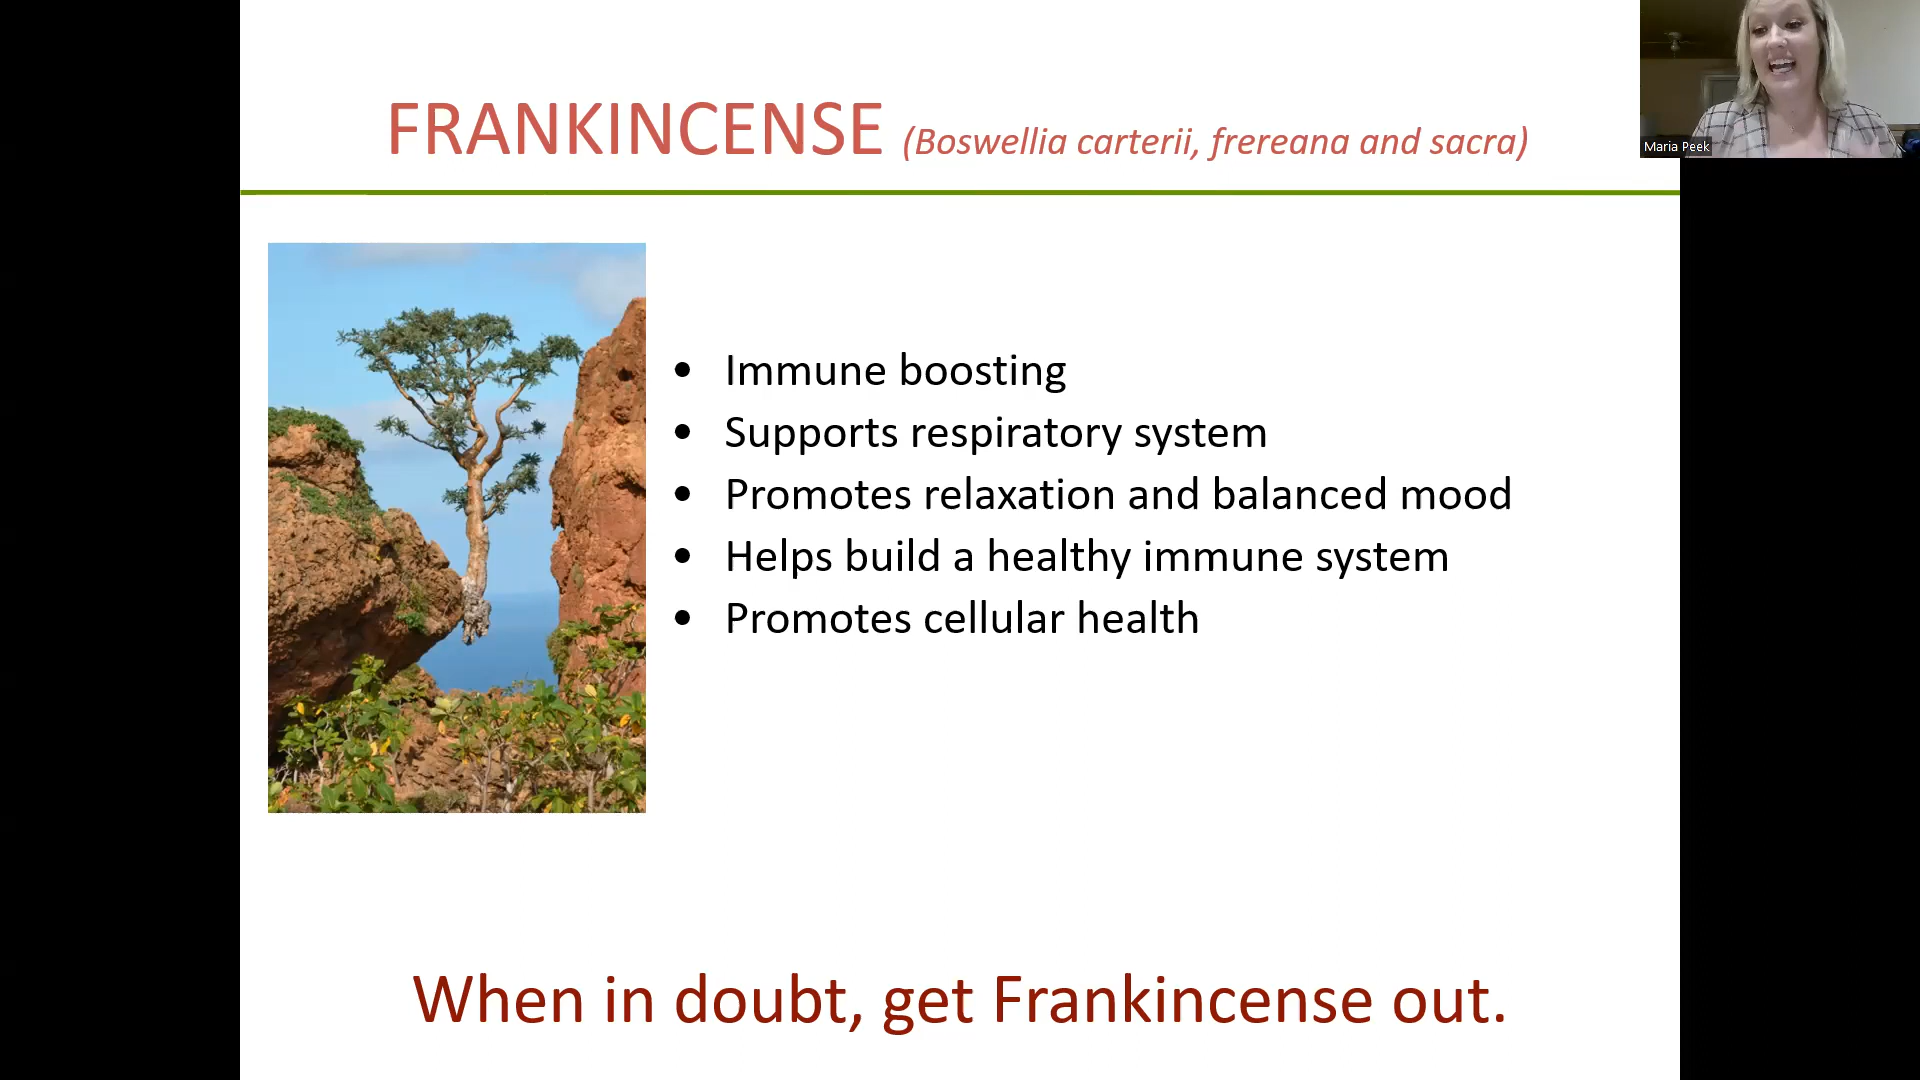 FRANKINCENSE (Boswellia carterii, frereana and sacra)
Maria Peek
• Immune boosting
• Supports respiratory system
• Promotes relaxation and balanced mood
• Helps build a healthy immune system
• Promotes cellular health
When in doubt, get Frankincense out.